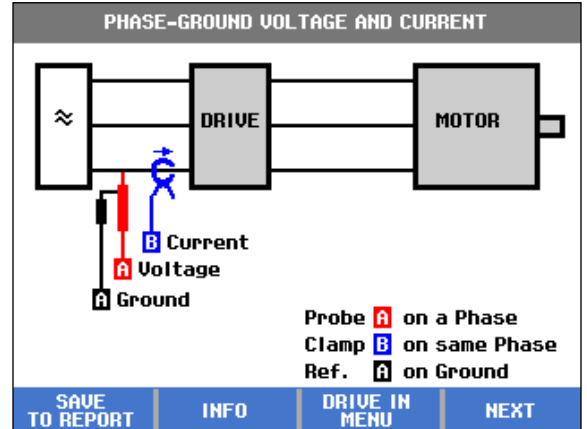 PHASE-GROUND VOLTAGE AND CURRENT
≈
DRIVE
MOTOR
B Current
A Voltage
A Ground
Probe A on a Phase
Clamp B on same Phase
Ref. A on Ground
SAVE
TO REPORT
INFO
DRIVE IN
MENU
NEXT